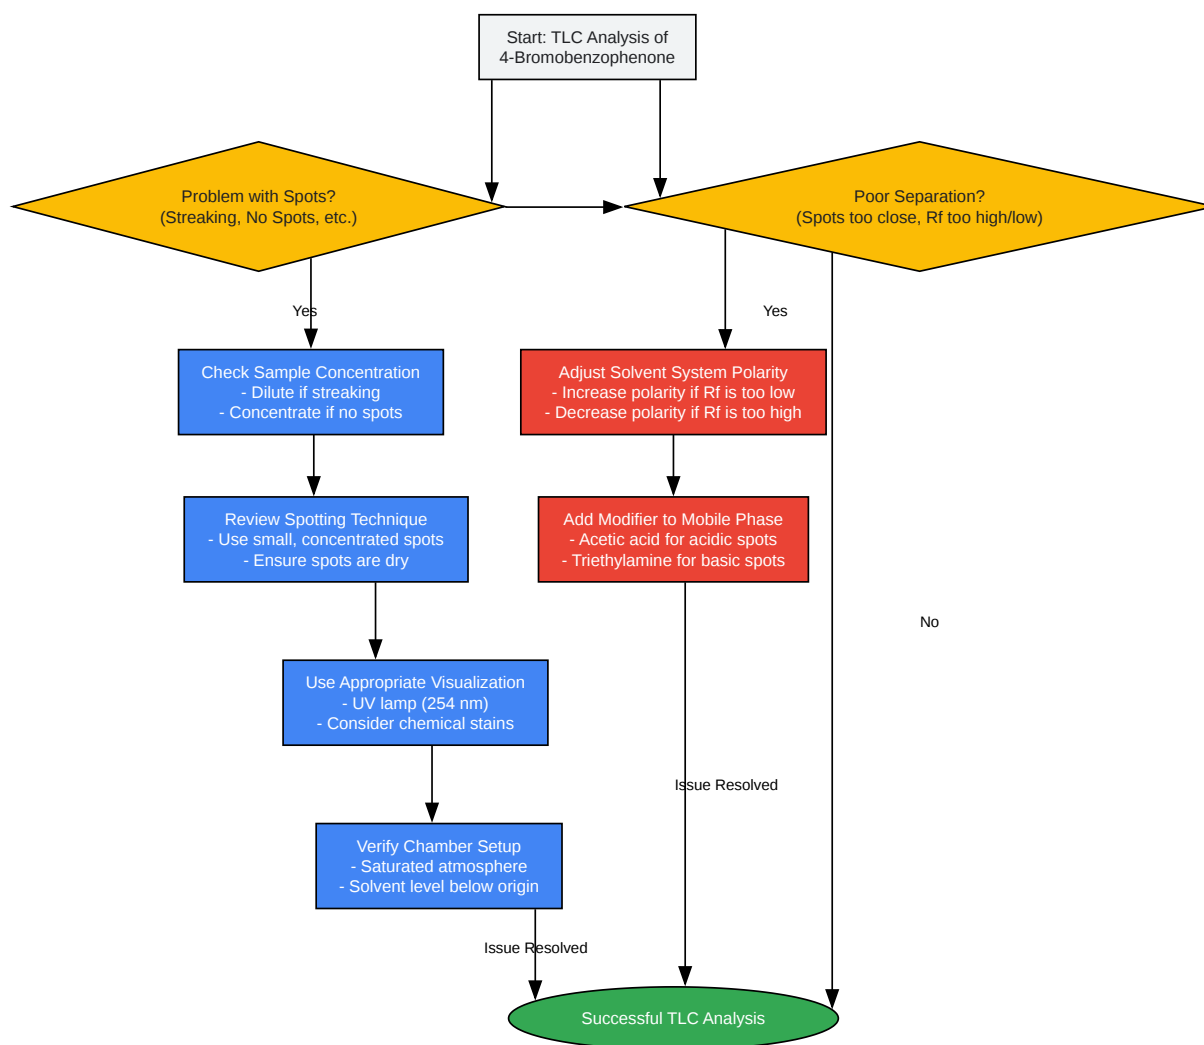 Start: TLC Analysis of
4-Bromobenzophenone
Problem with Spots?
(Streaking, No Spots, etc.)
Poor Separation?
(Spots too close, Rf too high/low)
Yes
Yes
Check Sample Concentration
- Dilute if streaking
- Concentrate if no spots
Adjust Solvent System Polarity
- Increase polarity if Rf is too low
- Decrease polarity if Rf is too high
Review Spotting Technique
- Use small, concentrated spots
- Ensure spots are dry
Add Modifier to Mobile Phase
- Acetic acid for acidic spots
- Triethylamine for basic spots
No
Use Appropriate Visualization
- UV lamp (254 nm)
- Consider chemical stains
Issue Resolved
Verify Chamber Setup
- Saturated atmosphere
- Solvent level below origin
Issue Resolved
Successful TLC Analysis